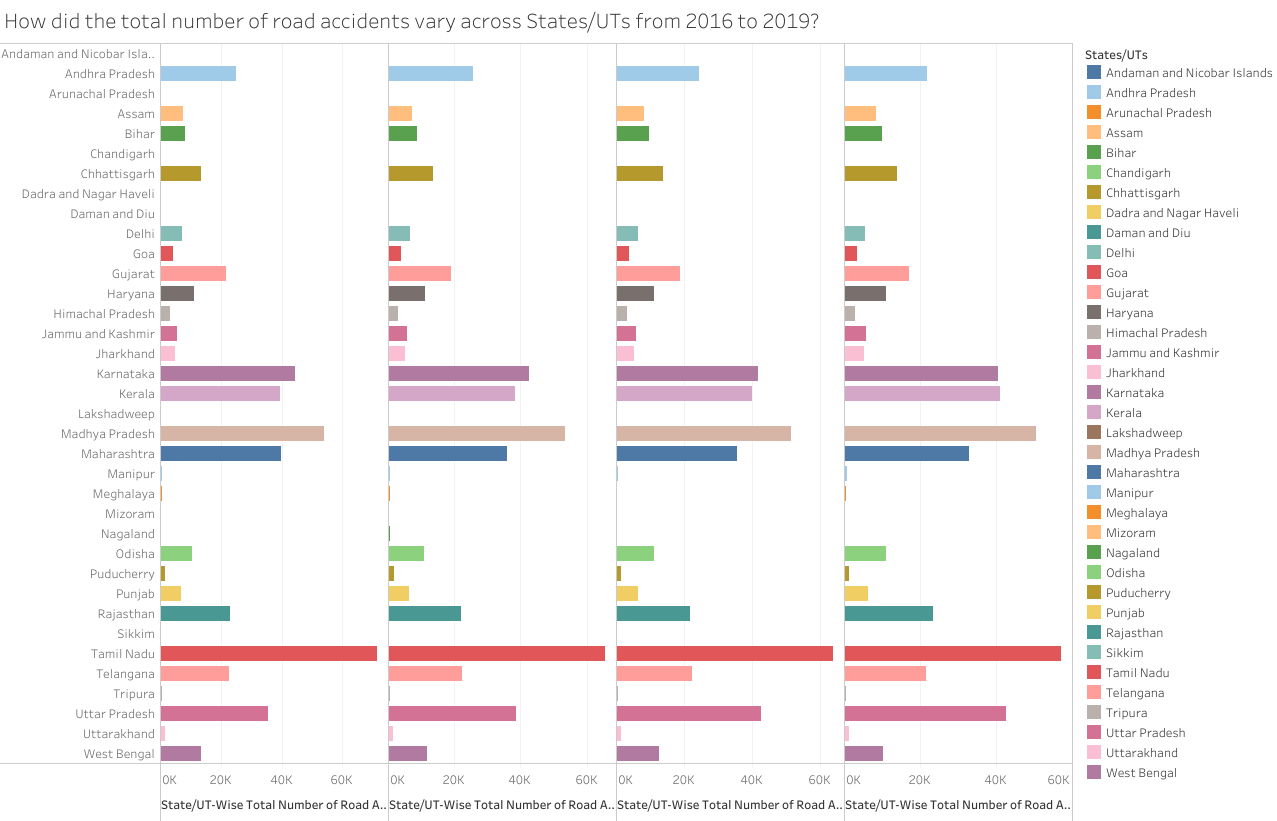 How did the total number of road accidents vary across States/UTs from 2016 to 2019?
Andaman and Nicobar Isla..
Andhra Pradesh
Arunachal Pradesh
Assam
Bihar
Chandigarh
Chhattisgarh
Dadra and Nagar Haveli
Daman and Diu
Delhi
Goa
Gujarat
Haryana
Himachal Pradesh
Jammu and Kashmir
Jharkhand
Karnataka
Kerala
Lakshadweep
Madhya Pradesh
Maharashtra
Manipur
Meghalaya
Mizoram
Nagaland
Odisha
Puducherry
Punjab
Rajasthan
Sikkim
Tamil Nadu
Telangana
Tripura
Uttar Pradesh
Uttarakhand
West Bengal
0K 20K 40K 60K 0K 20K 40K 60K 0K 20K 40K 60K 0K 20K 40K 60K
State/UT-Wise Total Number of Road A.. State/UT-Wise Total Number of Road A.. State/UT-Wise Total Number of Road A.. State/UT-Wise Total Number of Road A..
States/UTs
Andaman and Nicobar Islands
Andhra Pradesh
Arunachal Pradesh
Assam
Bihar
Chandigarh
Chhattisgarh
Dadra and Nagar Haveli
Daman and Diu
Delhi
Goa
Gujarat
Haryana
Himachal Pradesh
Jammu and Kashmir
Jharkhand
Karnataka
Kerala
Lakshadweep
Madhya Pradesh
Maharashtra
Manipur
Meghalaya
Mizoram
Nagaland
Odisha
Puducherry
Punjab
Rajasthan
Sikkim
Tamil Nadu
Telangana
Tripura
Uttar Pradesh
Uttarakhand
West Bengal